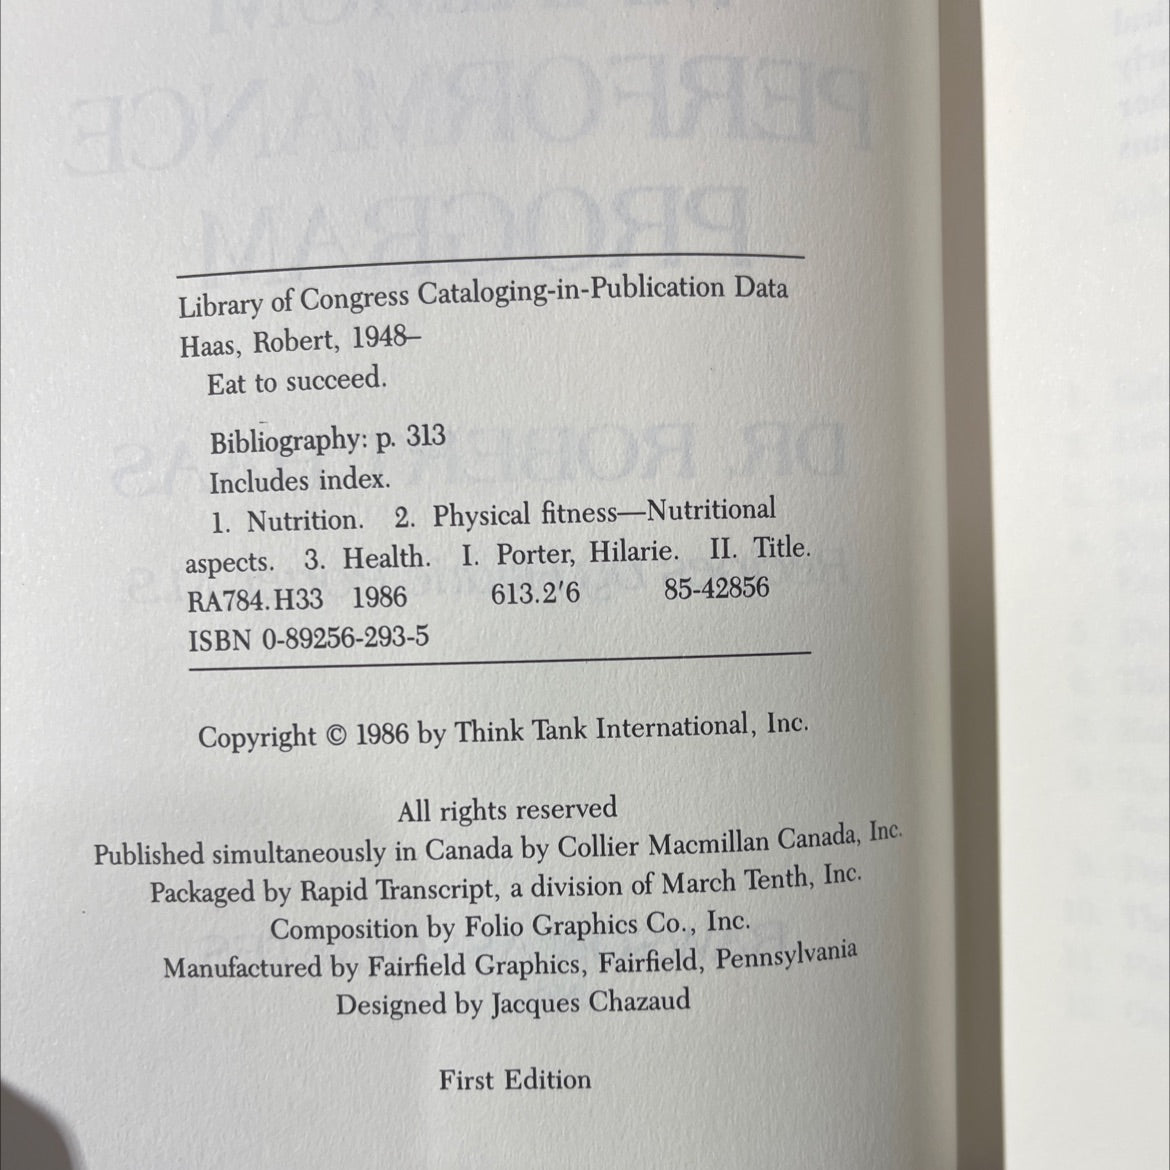 Library of Congress Cataloging-in-Publication Data
Haas, Robert, 1948–
Eat to succeed.
Bibliography: p. 313
Includes index.
1. Nutrition. 2. Physical fitness—Nutritional
aspects. 3. Health. I. Porter, Hilarie. II. Title.
RA784.H33 1986 613.2'6 85-42856
ISBN 0-89256-293-5
Copyright © 1986 by Think Tank International, Inc.
All rights reserved
Published simultaneously in Canada by Collier Macmillan Canada, Inc.
Packaged by Rapid Transcript, a division of March Tenth, Inc.
Composition by Folio Graphics Co., Inc.
Manufactured by Fairfield Graphics, Fairfield, Pennsylvania
Designed by Jacques Chazaud
First Edition